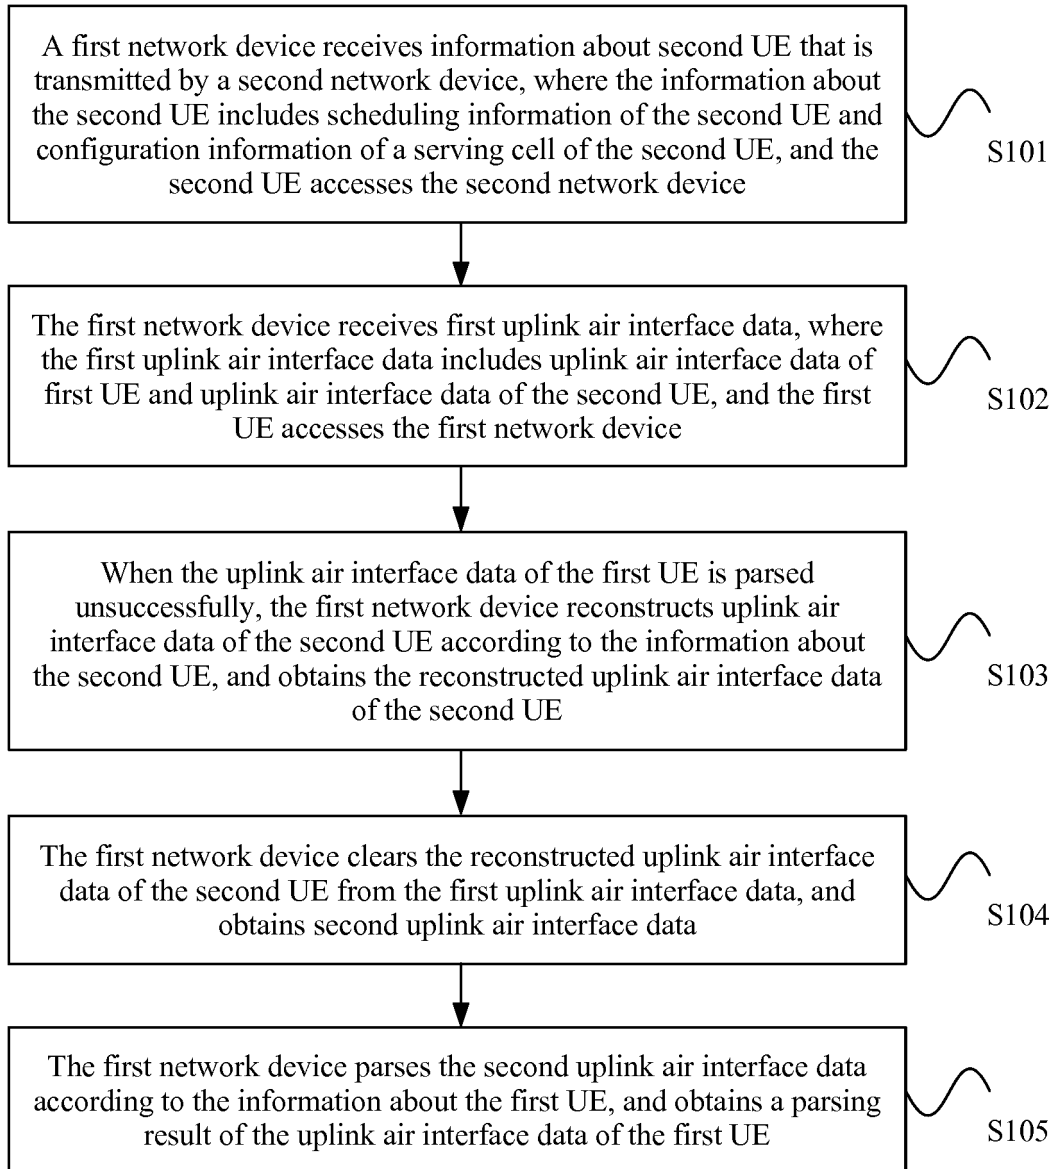 A first network device receives information about second UE that is
transmitted by a second network device, where the information about
the second UE includes scheduling information of the second UE and
configuration information of a serving cell of the second UE, and the
second UE accesses the second network device
S101
The first network device receives first uplink air interface data, where
the first uplink air interface data includes uplink air interface data of
first UE and uplink air interface data of the second UE, and the first
UE accesses the first network device
S102
When the uplink air interface data of the first UE is parsed
unsuccessfully, the first network device reconstructs uplink air
interface data of the second UE according to the information about
the second UE, and obtains the reconstructed uplink air interface data
of the second UE
S103
The first network device clears the reconstructed uplink air interface
data of the second UE from the first uplink air interface data, and
obtains second uplink air interface data
S104
The first network device parses the second uplink air interface data
according to the information about the first UE, and obtains a parsing
result of the uplink air interface data of the first UE
S105